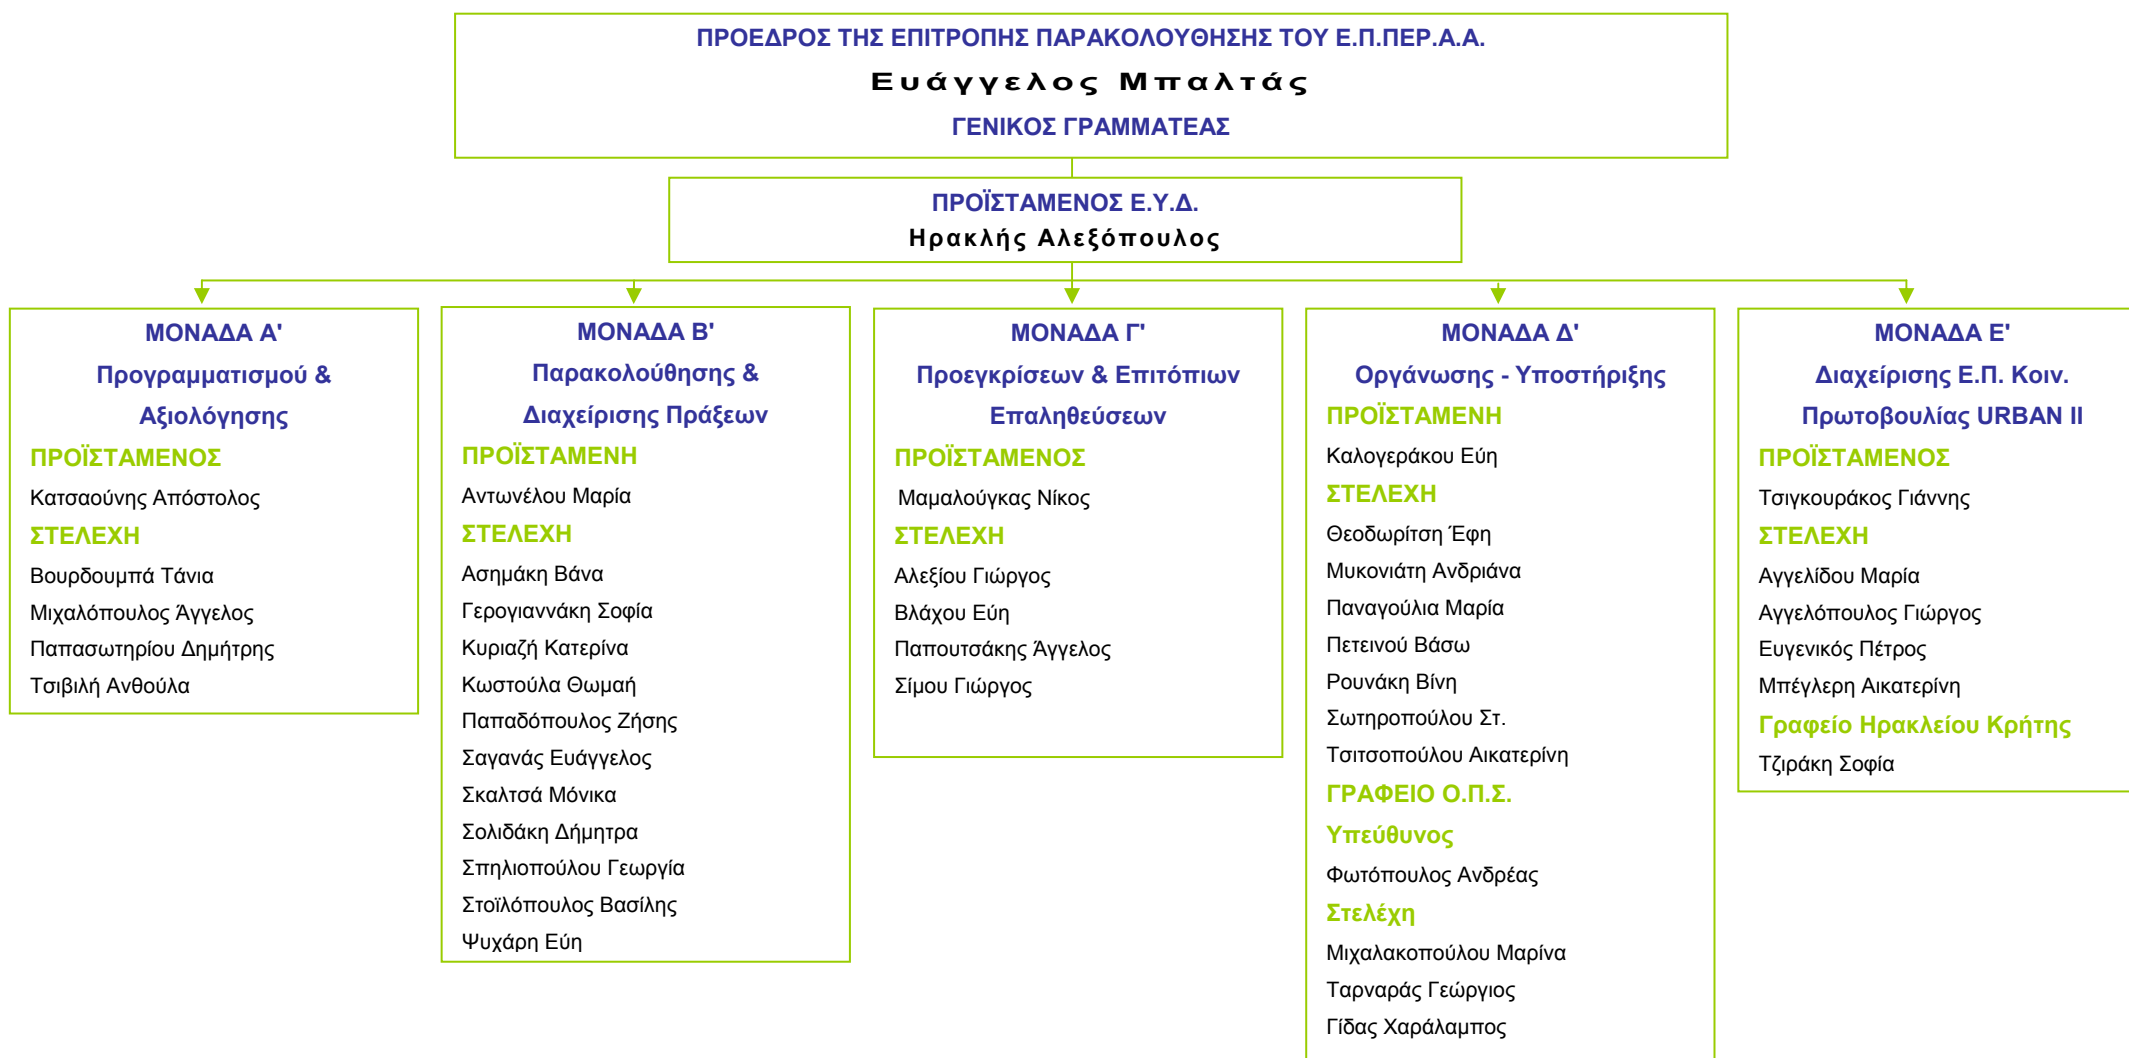 ΠΡΟΕΔΡΟΣ ΤΗΣ ΕΠΙΤΡΟΠΗΣ ΠΑΡΑΚΟΛΟΥΘΗΣΗΣ ΤΟΥ Ε.Π.ΠΕΡ.Α.Α.
Ευάγγελος Μπαλτάς
ΓΕΝΙΚΟΣ ΓΡΑΜΜΑΤΕΑΣ
ΠΡΟΪΣΤΑΜΕΝΟΣ Ε.Υ.Δ.
Ηρακλής Αλεξόπουλος
ΜΟΝΑΔΑ Α'
Προγραμματισμού &
Αξιολόγησης
ΠΡΟΪΣΤΑΜΕΝΟΣ
Κατσαούνης Απόστολος
ΣΤΕΛΕΧΗ
Βουρδουμπά Τάνια
Μιχαλόπουλος Άγγελος
Παπασωτηρίου Δημήτρης
Τσιβιλή Ανθούλα
ΜΟΝΑΔΑ Β'
Παρακολούθησης &
Διαχείρισης Πράξεων
ΠΡΟΪΣΤΑΜΕΝΗ
Αντωνέλου Μαρία
ΣΤΕΛΕΧΗ
Ασημάκη Βάνα
Γερογιαννάκη Σοφία
Κυριαζή Κατερίνα
Κωστούλα Θωμαή
Παπαδόπουλος Ζήσης
Σαγανάς Ευάγγελος
Σκαλτσά Μόνικα
Σολιδάκη Δήμητρα
Σπηλιοπούλου Γεωργία
Στοϊλόπουλος Βασίλης
Ψυχάρη Εύη
ΜΟΝΑΔΑ Γ'
Προεγκρίσεων & Επιτόπιων
Επαληθεύσεων
ΠΡΟΪΣΤΑΜΕΝΟΣ
Μαμαλούγκας Νίκος
ΣΤΕΛΕΧΗ
Αλεξίου Γιώργος
Βλάχου Εύη
Παπουτσάκης Άγγελος
Σίμου Γιώργος
ΜΟΝΑΔΑ Δ'
Οργάνωσης - Υποστήριξης
ΠΡΟΪΣΤΑΜΕΝΗ
Καλογεράκου Εύη
ΣΤΕΛΕΧΗ
Θεοδωρίτση Έφη
Μυκονιάτη Ανδριάνα
Παναγούλια Μαρία
Πετεινού Βάσω
Ρουνάκη Βίνη
Σωτηροπούλου Στ.
Τσιτσοπούλου Αικατερίνη
ΓΡΑΦΕΙΟ Ο.Π.Σ.
Υπεύθυνος
Φωτόπουλος Ανδρέας
Στελέχη
Μιχαλακοπούλου Μαρίνα
Ταρναράς Γεώργιος
Γίδας Χαράλαμπος
ΜΟΝΑΔΑ Ε'
Διαχείρισης Ε.Π. Κοιν.
Πρωτοβουλίας URBAN II
ΠΡΟΪΣΤΑΜΕΝΟΣ
Τσιγκουράκος Γιάννης
ΣΤΕΛΕΧΗ
Αγγελίδου Μαρία
Αγγελόπουλος Γιώργος
Ευγενικός Πέτρος
Μπέγλερη Αικατερίνη
Γραφείο Ηρακλείου Κρήτης
Τζιράκη Σοφία